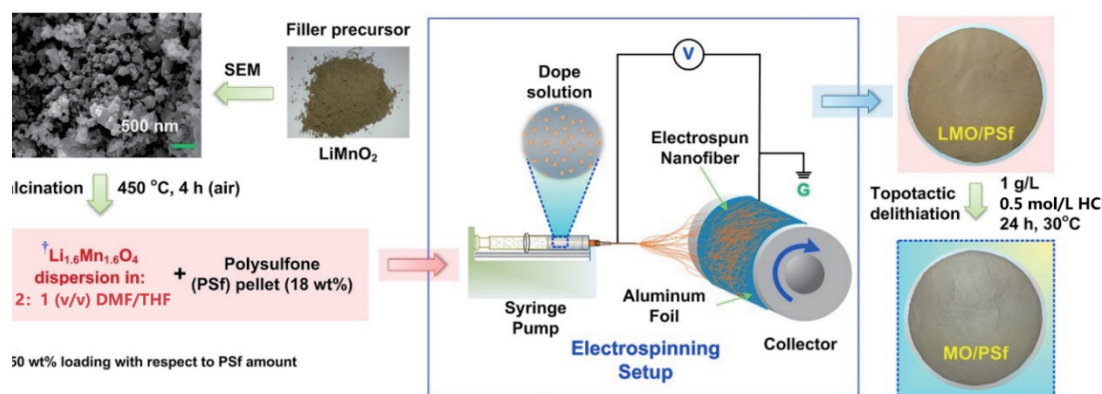 Filler precursor
SEM
500 nm
LiMnO2
alcination
450 °C, 4 h (air)
†Li1.6Mn1.6O4
dispersion in:
2: 1 (v/v) DMF/THF
+
Polysulfone
(PSf) pellet (18 wt%)
50 wt% loading with respect to PSf amount
V
Dope
solution
Electrospun
Nanofiber
G
Syringe
Pump
Aluminum
Foil
Collector
Electrospinning
Setup
LMO/PSf
Topotactic
delithiation
1 g/L
0.5 mol/L HCl
24 h, 30°C
MO/PSf